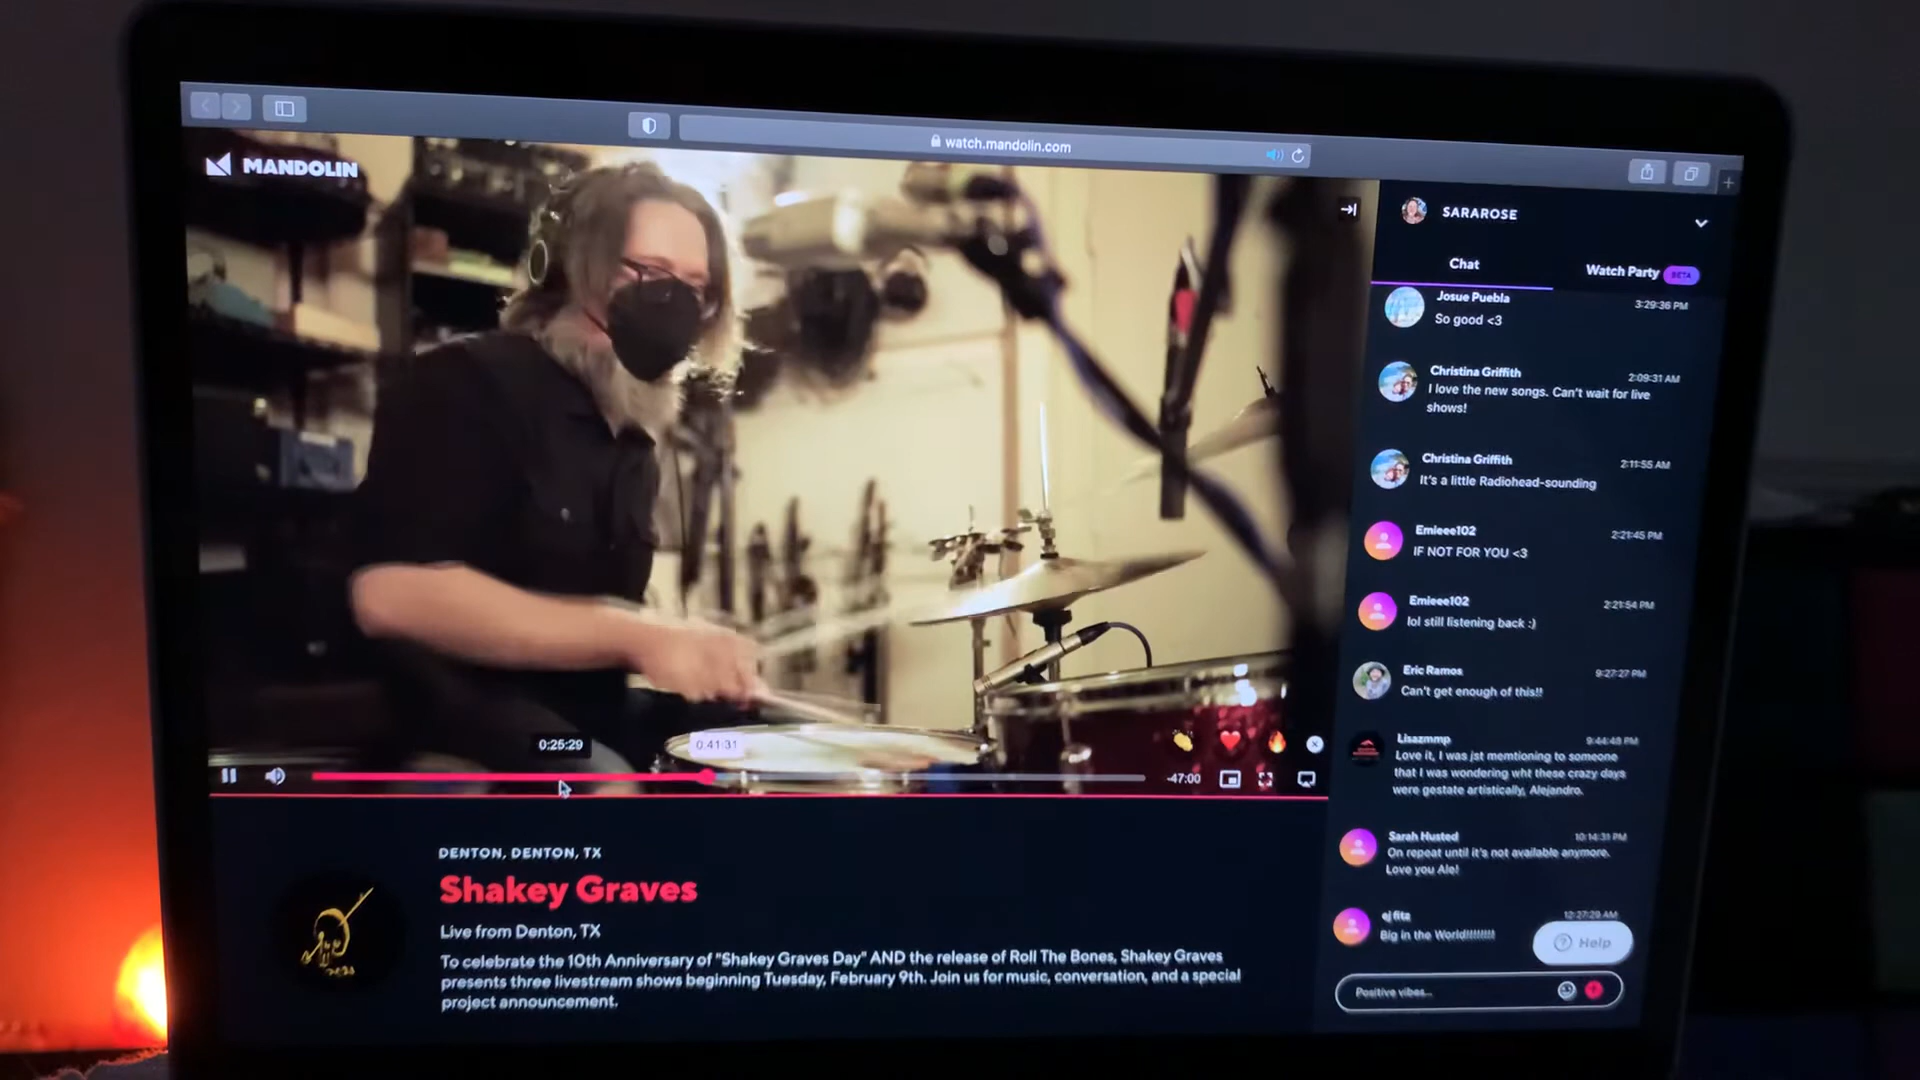 watch.mandolin.com
MANDOLIN
0:25:29
0:41:31
-47:00
DENTON, DENTON, TX
Shakey Graves
Live from Denton, TX
To celebrate the 10th Anniversary of "Shakey Graves Day" AND the release of Roll The Bones, Shakey Graves
presents three livestream shows beginning Tuesday, February 9th. Join us for music, conversation, and a special
project announcement.
SARAROSE
Chat
Watch Party BETA
Josue Puebla 3:29:36 PM
So good <3
Christina Griffith 2:09:31 AM
I love the new songs. Can't wait for live
shows!
Christina Griffith 2:11:55 AM
It's a little Radiohead-sounding
Emieee102 2:21:45 PM
IF NOT FOR YOU <3
Emieee102 2:21:54 PM
lol still listening back :)
Eric Ramos 9:27:27 PM
Can't get enough of this!!
Lisazmmp 9:44:48 PM
Love it, I was jst mentioning to someone
that I was wondering wht these crazy days
were gestate artistically, Alejandro.
Sarah Husted 10:14:31 PM
On repeat until it's not available anymore.
Love you Ale!
ej fita 12:27:29 AM
Big in the World!!!!!!!!!
Help
Positive vibes...